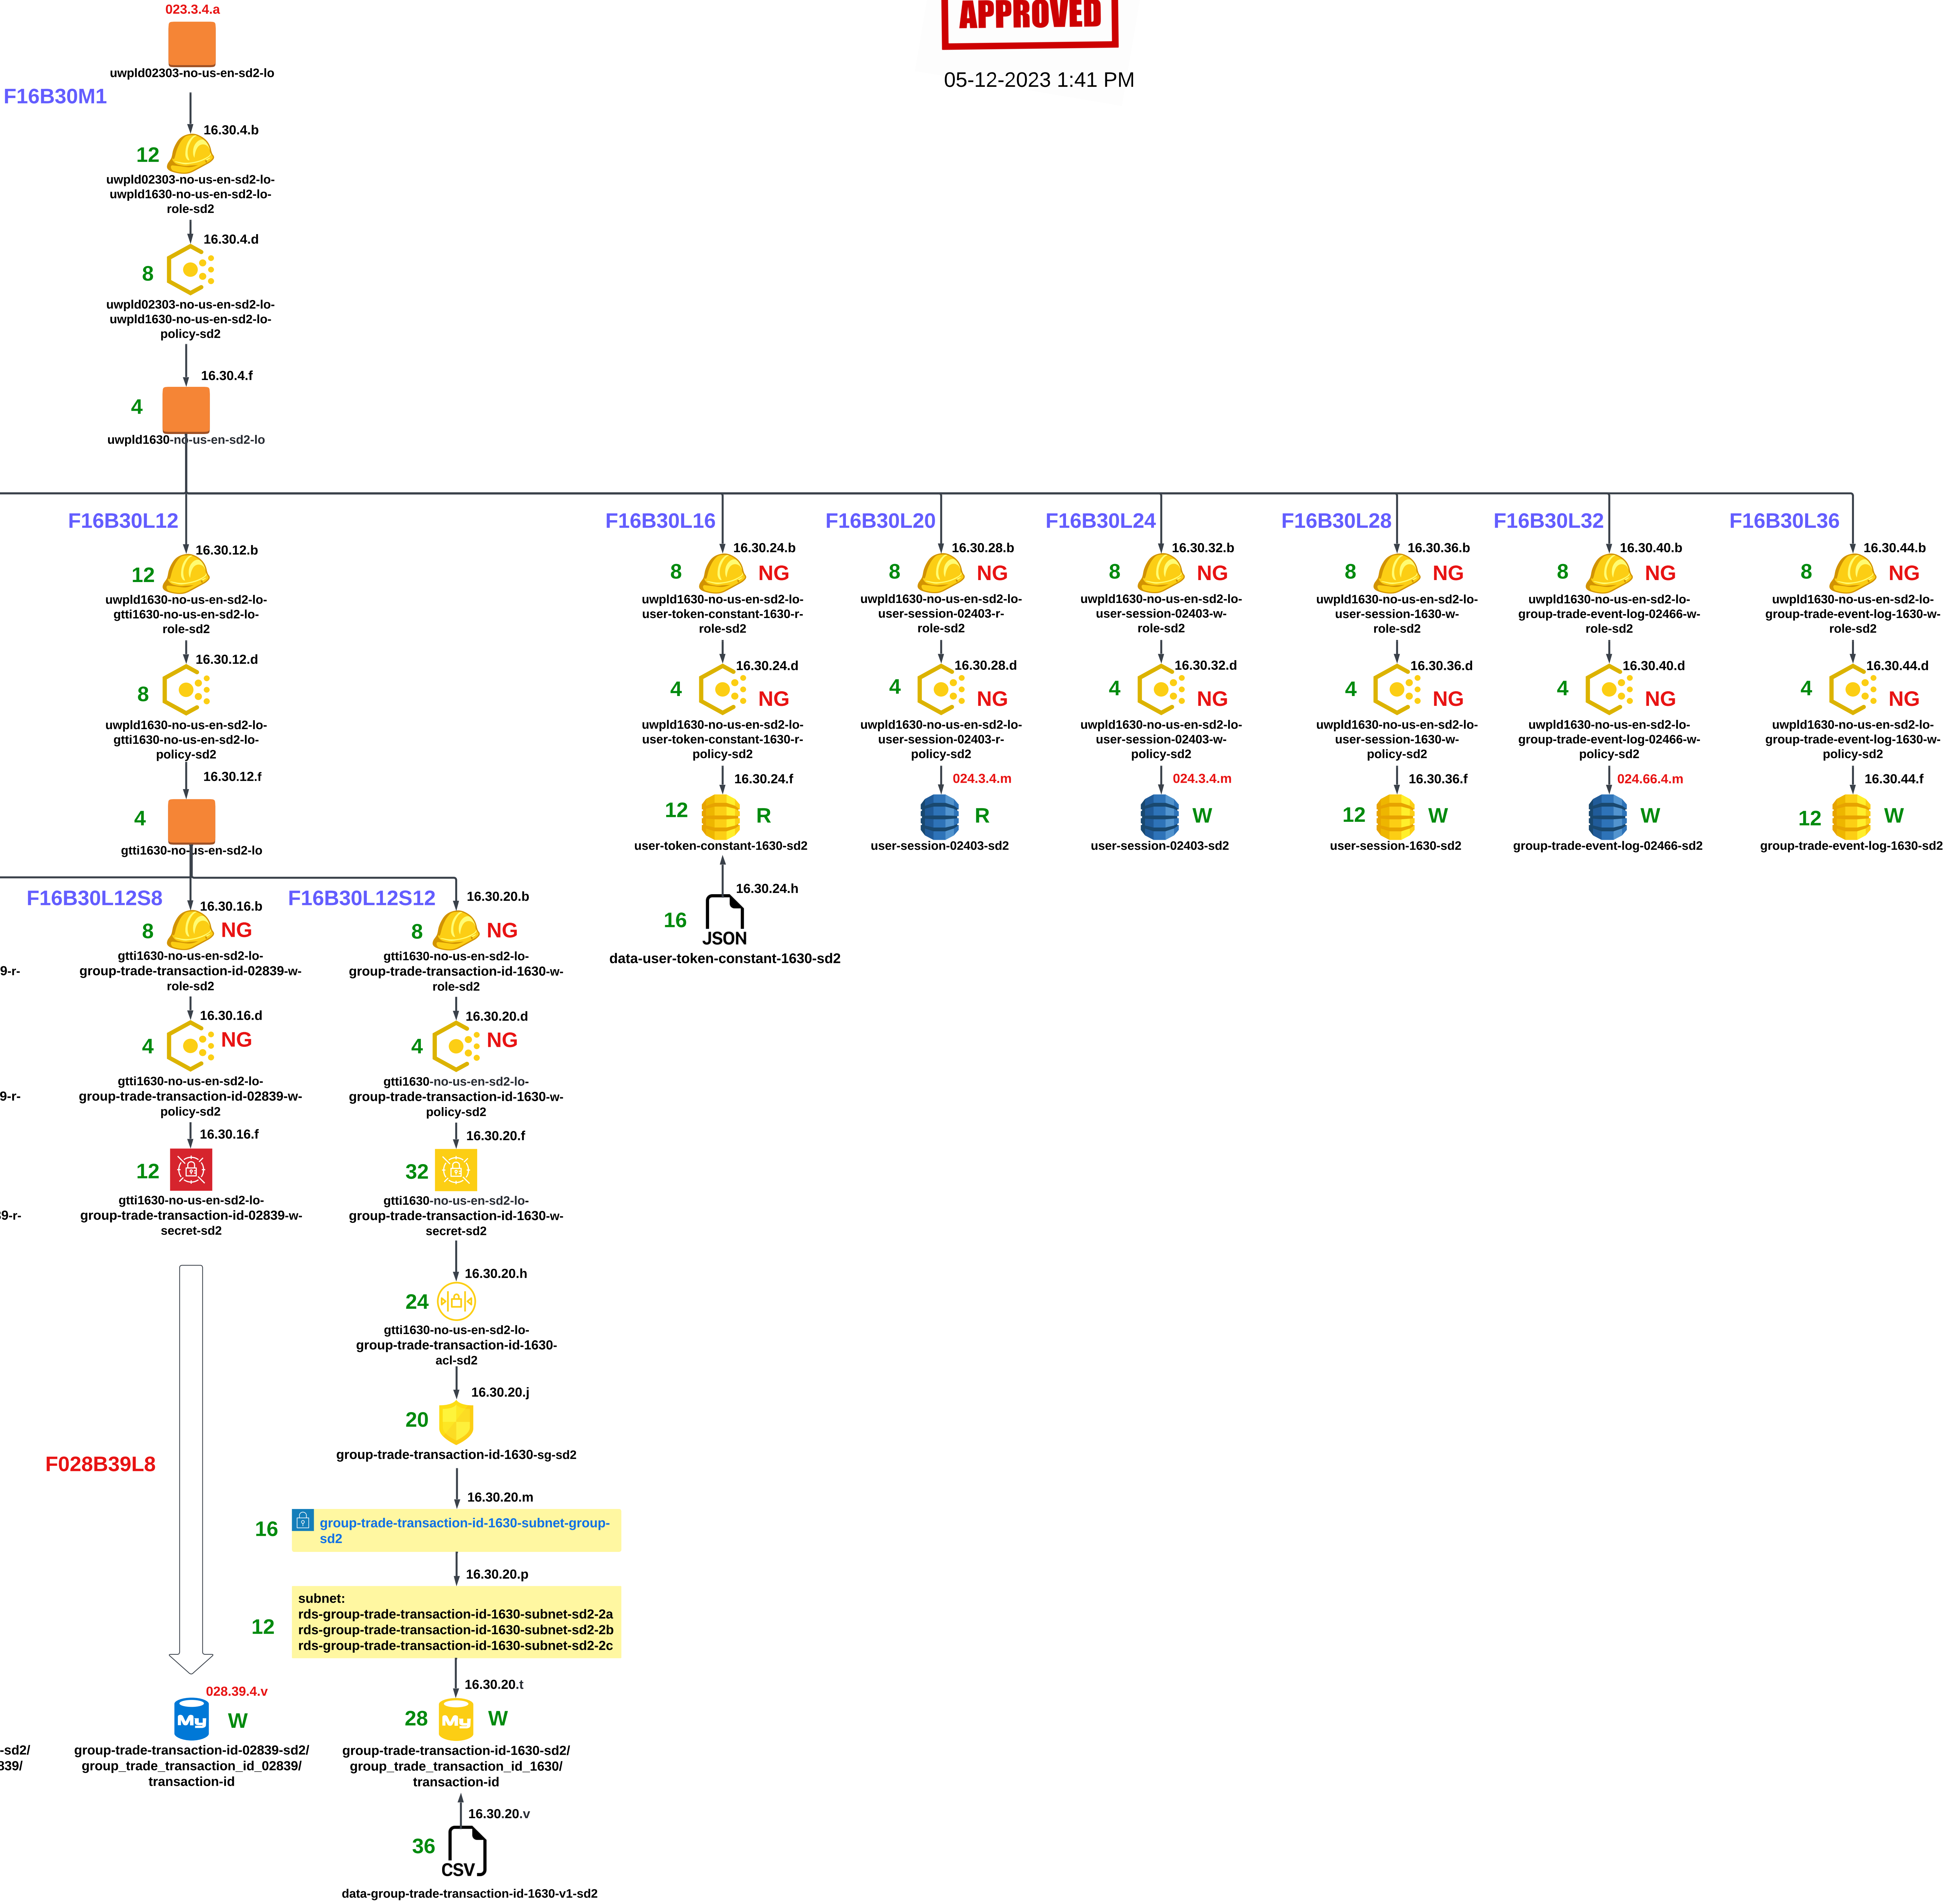 023.3.4.a
uwpld02303-no-us-en-sd2-lo
APPROVED
05-12-2023 1:41 PM
F16B30M1
16.30.4.b
12
uwpld02303-no-us-en-sd2-lo-
uwpld1630-no-us-en-sd2-lo-
role-sd2
16.30.4.d
8
uwpld02303-no-us-en-sd2-lo-
uwpld1630-no-us-en-sd2-lo-
policy-sd2
16.30.4.f
4
uwpld1630-no-us-en-sd2-lo
F16B30L12
16.30.12.b
12
uwpld1630-no-us-en-sd2-lo-
gtti1630-no-us-en-sd2-lo-
role-sd2
16.30.12.d
8
uwpld1630-no-us-en-sd2-lo-
gtti1630-no-us-en-sd2-lo-
policy-sd2
16.30.12.f
4
gtti1630-no-us-en-sd2-lo
F16B30L16
16.30.24.b
8
NG
uwpld1630-no-us-en-sd2-lo-
user-token-constant-1630-r-
role-sd2
16.30.24.d
4
NG
uwpld1630-no-us-en-sd2-lo-
user-token-constant-1630-r-
policy-sd2
16.30.24.f
12
R
user-token-constant-1630-sd2
16.30.24.h
16
JSON
data-user-token-constant-1630-sd2
F16B30L20
16.30.28.b
8
NG
uwpld1630-no-us-en-sd2-lo-
user-session-02403-r-
role-sd2
16.30.28.d
4
NG
uwpld1630-no-us-en-sd2-lo-
user-session-02403-r-
policy-sd2
024.3.4.m
R
user-session-02403-sd2
F16B30L24
16.30.32.b
8
NG
uwpld1630-no-us-en-sd2-lo-
user-session-02403-w-
role-sd2
16.30.32.d
4
NG
uwpld1630-no-us-en-sd2-lo-
user-session-02403-w-
policy-sd2
024.3.4.m
W
user-session-02403-sd2
F16B30L28
16.30.36.b
8
NG
uwpld1630-no-us-en-sd2-lo-
user-session-1630-w-
role-sd2
16.30.36.d
4
NG
uwpld1630-no-us-en-sd2-lo-
user-session-1630-w-
policy-sd2
16.30.36.f
12
W
user-session-1630-sd2
F16B30L32
16.30.40.b
8
NG
uwpld1630-no-us-en-sd2-lo-
group-trade-event-log-02466-w-
role-sd2
16.30.40.d
4
NG
uwpld1630-no-us-en-sd2-lo-
group-trade-event-log-02466-w-
policy-sd2
024.66.4.m
W
group-trade-event-log-02466-sd2
F16B30L36
16.30.44.b
8
NG
uwpld1630-no-us-en-sd2-lo-
group-trade-event-log-1630-w-
role-sd2
16.30.44.d
4
NG
uwpld1630-no-us-en-sd2-lo-
group-trade-event-log-1630-w-
policy-sd2
16.30.44.f
12
W
group-trade-event-log-1630-sd2
9-r-
9-r-
39-r-
-sd2/
839/
F16B30L12S8
16.30.16.b
8
NG
gtti1630-no-us-en-sd2-lo-
group-trade-transaction-id-02839-w-
role-sd2
16.30.16.d
4
NG
gtti1630-no-us-en-sd2-lo-
group-trade-transaction-id-02839-w-
policy-sd2
16.30.16.f
12
gtti1630-no-us-en-sd2-lo-
group-trade-transaction-id-02839-w-
secret-sd2
F028B39L8
028.39.4.v
My
W
group-trade-transaction-id-02839-sd2/
group_trade_transaction_id_02839/
transaction-id
F16B30L12S12
16.30.20.b
8
NG
gtti1630-no-us-en-sd2-lo-
group-trade-transaction-id-1630-w-
role-sd2
16.30.20.d
4
NG
gtti1630-no-us-en-sd2-lo-
group-trade-transaction-id-1630-w-
policy-sd2
16.30.20.f
32
gtti1630-no-us-en-sd2-lo-
group-trade-transaction-id-1630-w-
secret-sd2
16.30.20.h
24
gtti1630-no-us-en-sd2-lo-
group-trade-transaction-id-1630-
acl-sd2
16.30.20.j
20
group-trade-transaction-id-1630-sg-sd2
16.30.20.m
16
group-trade-transaction-id-1630-subnet-group-
sd2
16.30.20.p
12
subnet:
rds-group-trade-transaction-id-1630-subnet-sd2-2a
rds-group-trade-transaction-id-1630-subnet-sd2-2b
rds-group-trade-transaction-id-1630-subnet-sd2-2c
16.30.20.t
28
My
W
group-trade-transaction-id-1630-sd2/
group_trade_transaction_id_1630/
transaction-id
16.30.20.v
36
CSV
data-group-trade-transaction-id-1630-v1-sd2